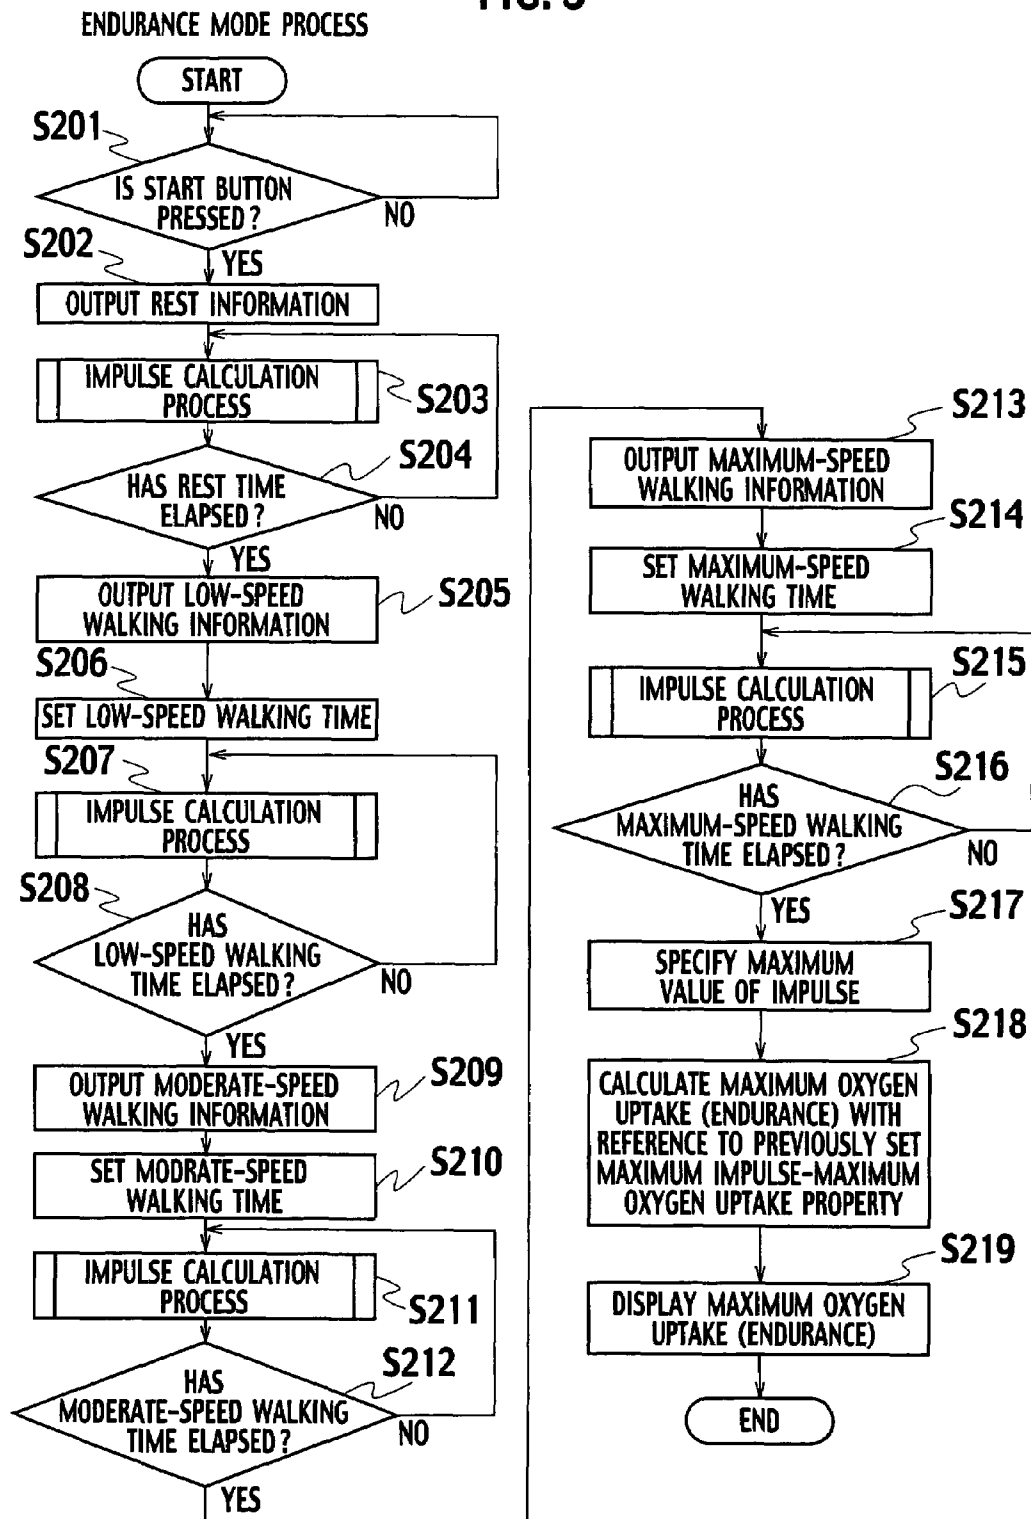 FIG. 5
ENDURANCE MODE PROCESS
START
S201
IS START BUTTON
PRESSED?
NO
YES
S202
OUTPUT REST INFORMATION
IMPULSE CALCULATION
PROCESS
S203
S204
HAS REST TIME
ELAPSED?
NO
YES
OUTPUT LOW-SPEED
WALKING INFORMATION
S205
S206
SET LOW-SPEED WALKING TIME
S207
IMPULSE CALCULATION
PROCESS
S208
HAS
LOW-SPEED WALKING
TIME ELAPSED?
NO
YES
OUTPUT MODERATE-SPEED
WALKING INFORMATION
S209
SET MODRATE-SPEED
WALKING TIME
S210
IMPULSE CALCULATION
PROCESS
S211
S212
HAS
MODERATE-SPEED WALKING
TIME ELAPSED?
NO
YES
S213
OUTPUT MAXIMUM-SPEED
WALKING INFORMATION
S214
SET MAXIMUM-SPEED
WALKING TIME
S215
IMPULSE CALCULATION
PROCESS
S216
HAS
MAXIMUM-SPEED WALKING
TIME ELAPSED?
NO
YES
S217
SPECIFY MAXIMUM
VALUE OF IMPULSE
S218
CALCULATE MAXIMUM OXYGEN
UPTAKE (ENDURANCE) WITH
REFERENCE TO PREVIOUSLY SET
MAXIMUM IMPULSE-MAXIMUM
OXYGEN UPTAKE PROPERTY
S219
DISPLAY MAXIMUM OXYGEN
UPTAKE (ENDURANCE)
END